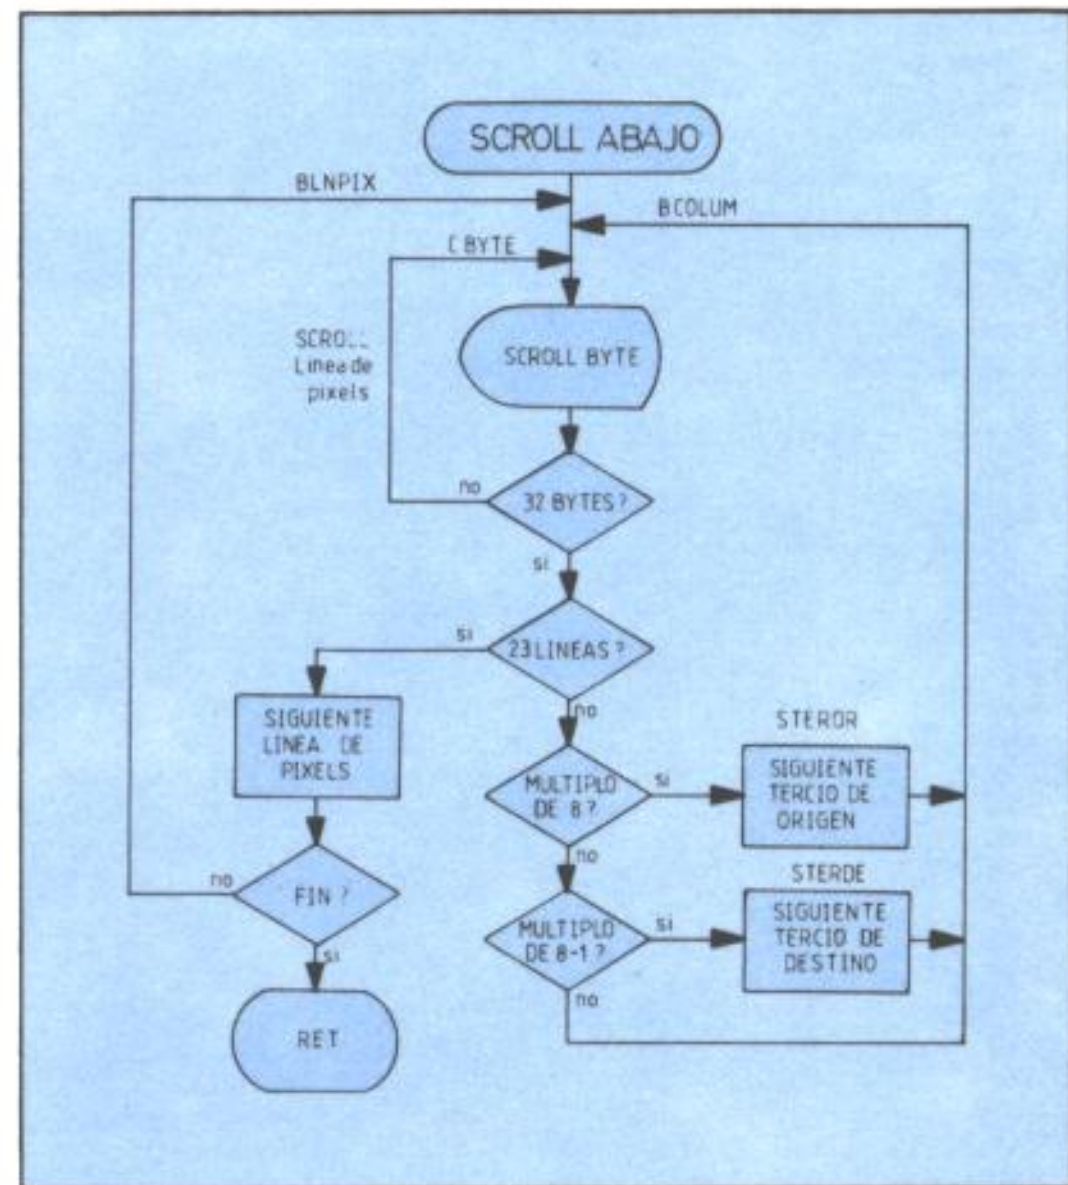 SCROLL ABAJO
BLNPIX
BCOLUM
CBYTE
SCROLL
Linea de
pixels
SCROLL BYTE
no
32 BYTES?
si
si
23 LINEAS?
no
SIGUIENTE
LINEA DE
PIXELS
STEROR
MULTIPLO
DE 8?
si
SIGUIENTE
TERCIO DE
ORIGEN
no
no
FIN?
si
STERDE
MULTIPLO
DE 8-1?
si
SIGUIENTE
TERCIO DE
DESTINO
no
RET